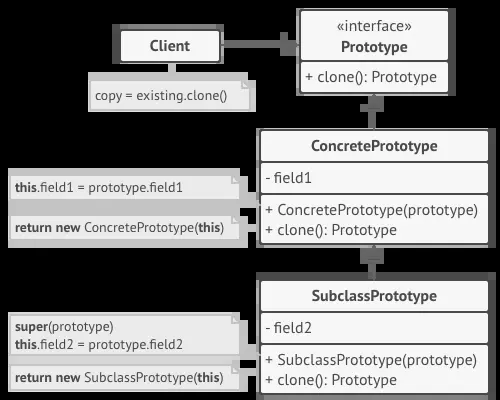 Client
«interface»
Prototype
+ clone(): Prototype
copy = existing.clone()
ConcretePrototype
- field1
this.field1 = prototype.field1
+ ConcretePrototype(prototype)
return new ConcretePrototype(this)
+ clone(): Prototype
SubclassPrototype
- field2
super(prototype)
this.field2 = prototype.field2
+ SubclassPrototype(prototype)
return new SubclassPrototype(this)
+ clone(): Prototype